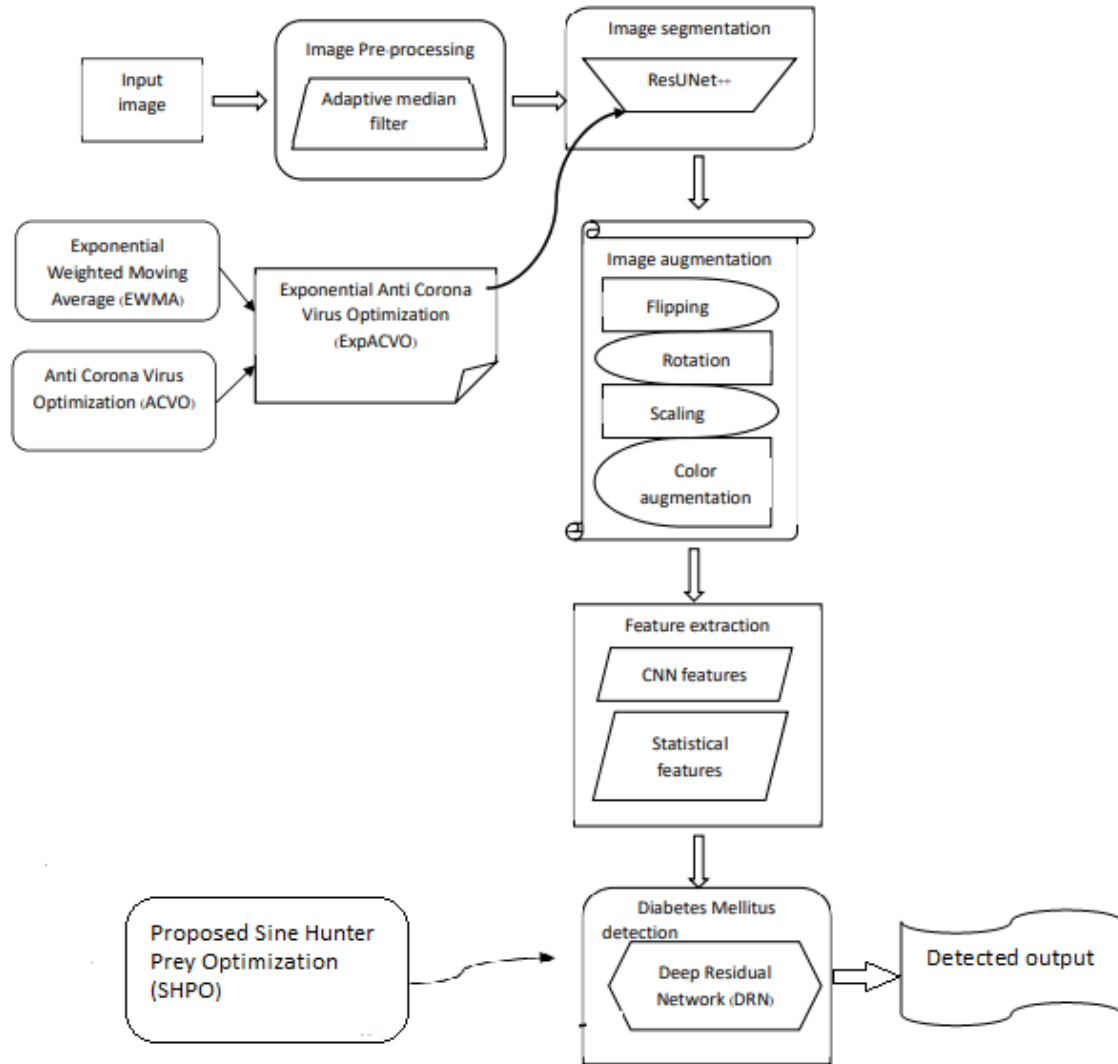 Input
image
Image Pre-processing
Adaptive median
filter
Image segmentation
ResUNet++
Exponential
Weighted Moving
Average (EWMA)
Anti Corona Virus
Optimization (ACVO)
Exponential Anti Corona
Virus Optimization
(ExpACVO)
Image augmentation
Flipping
Rotation
Scaling
Color
augmentation
Feature extraction
CNN features
Statistical
features
Proposed Sine Hunter
Prey Optimization
(SHPO)
Diabetes Mellitus
detection
Deep Residual
Network (DRN)
Detected output